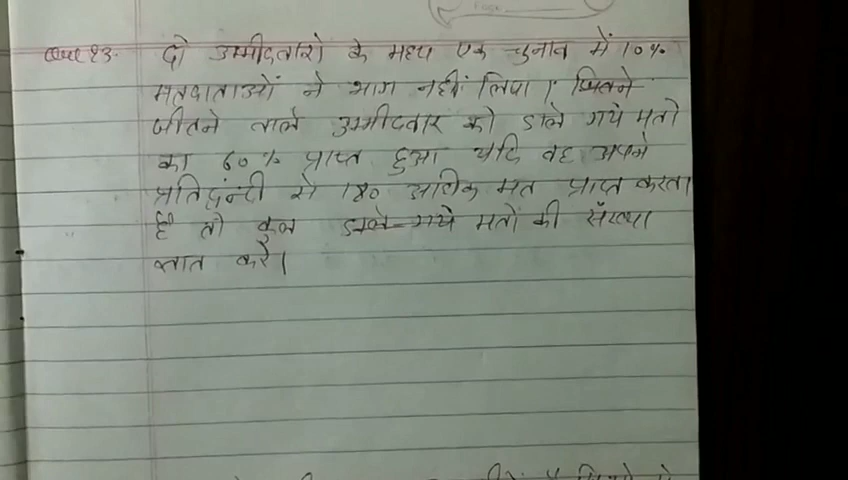 Que 23. दो उम्मीदवारो के मध्य एक चुनाव में 10%
मतदाताओं ने भाग नहीं लिया। जितने
जीतने वाले उम्मीदवार को डाले गये मतो
का 60% प्राप्त हुआ यदि वह अपने
प्रतिद्वन्दी से 180 अधिक मत प्राप्त करता
है तो कुल डाले गये मतों की संख्या
ज्ञात करे।